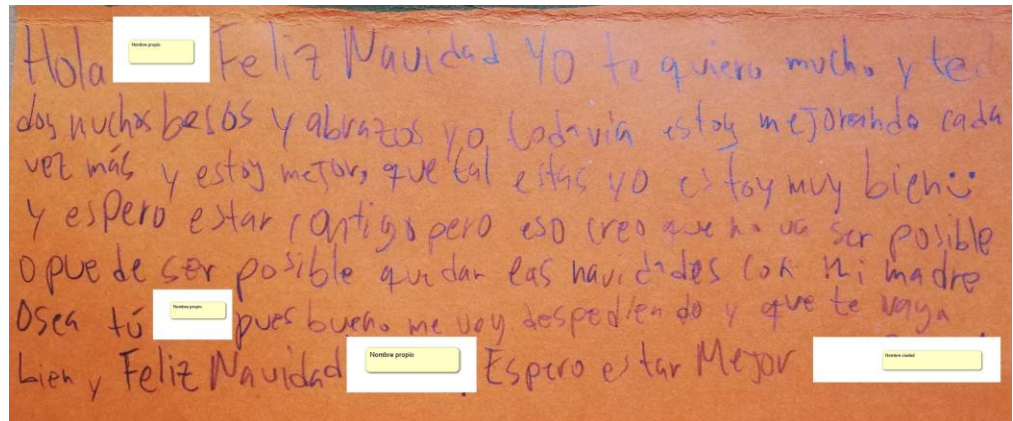 Hola Nombre propio Feliz Navidad Yo te quiero mucho y te
doy muchos besos y abrazos yo todavía estoy mejorando cada
vez más y estoy mejor, que tal estas yo estoy muy bien
y espero estar contigo pero eso creo que no va ser posible
o puede ser posible quedar las navidades con mi madre
Osea tú Nombre propio pues bueno me voy despediendo y que te vaya
bien y Feliz Navidad Nombre propio Espero estar Mejor Nombre ciudad